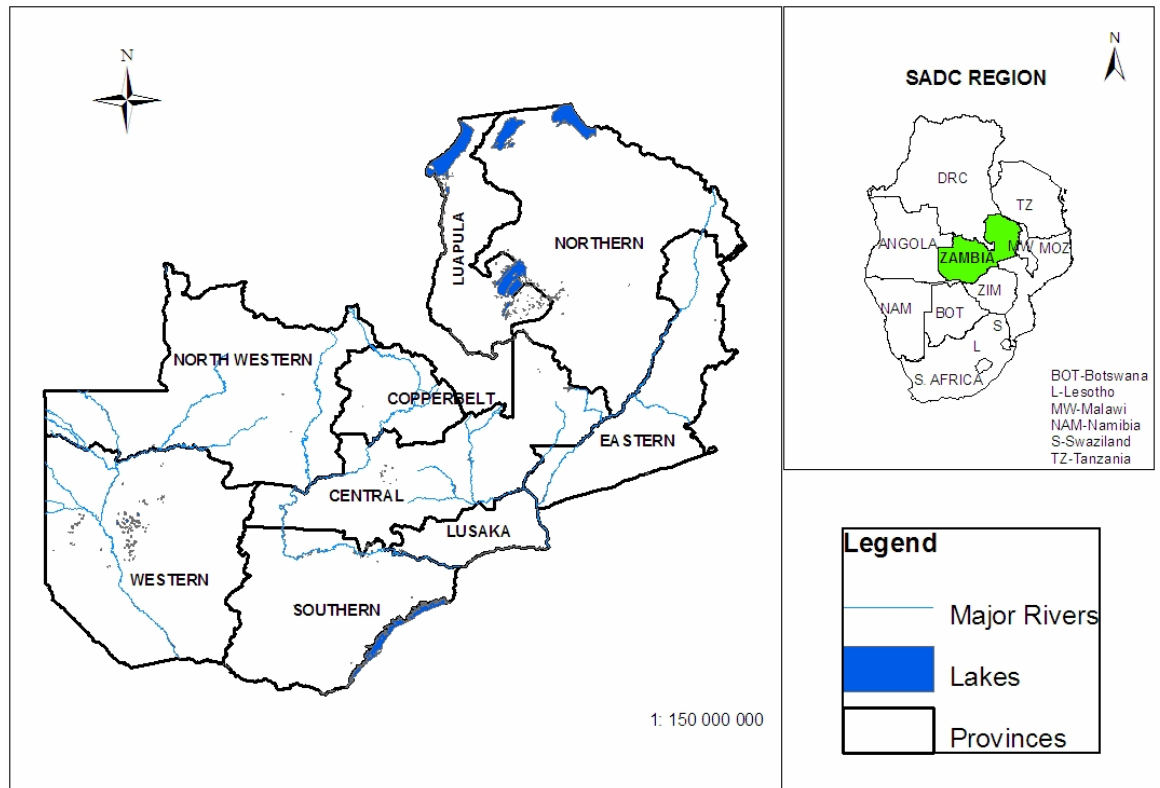 N
LUAPULA
NORTHERN
NORTH WESTERN
COPPERBELT
EASTERN
CENTRAL
LUSAKA
WESTERN
SOUTHERN
1: 150 000 000
N
SADC REGION
DRC
TZ
ANGOLA
MW
MOZ
ZAMBIA
ZIM
NAM
BOT
S
L
S. AFRICA
BOT-Botswana
L-Lesotho
MW-Malawi
NAM-Namibia
S-Swaziland
TZ-Tanzania
Legend
Major Rivers
Lakes
Provinces